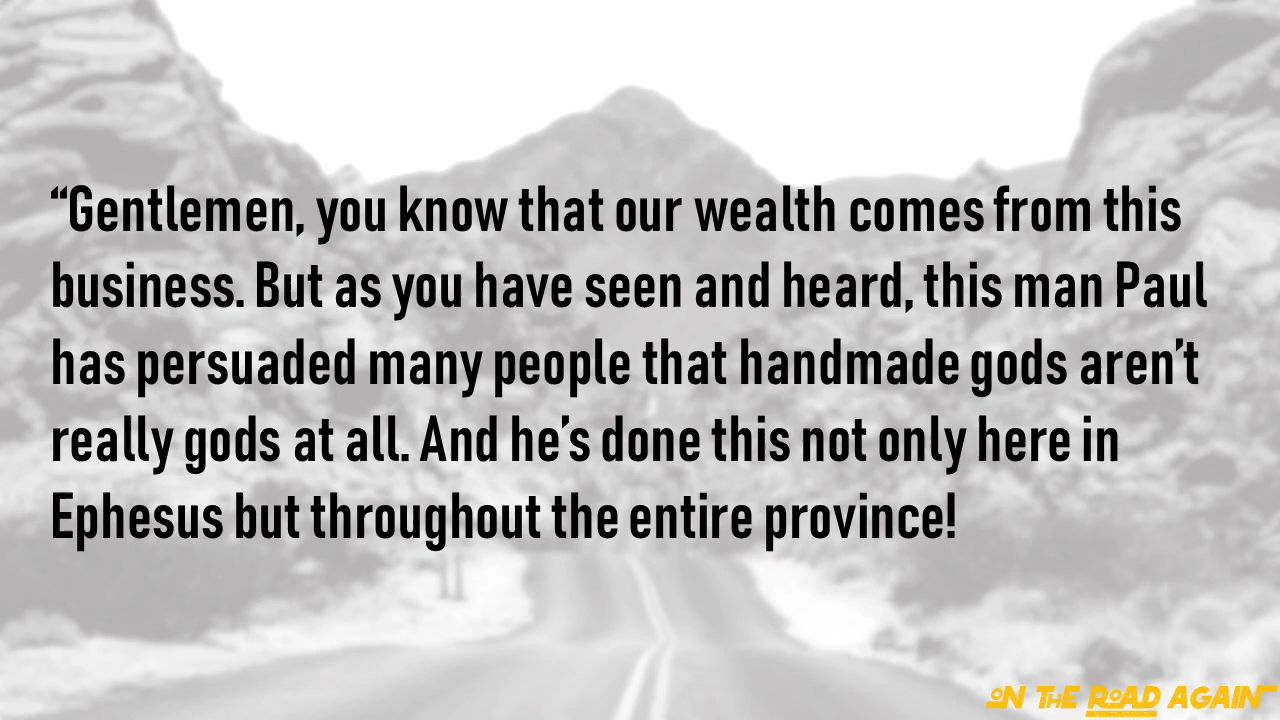 “Gentlemen, you know that our wealth comes from this
business. But as you have seen and heard, this man Paul
has persuaded many people that handmade gods aren’t
really gods at all. And he’s done this not only here in
Ephesus but throughout the entire province!
ON THE ROAD AGAIN